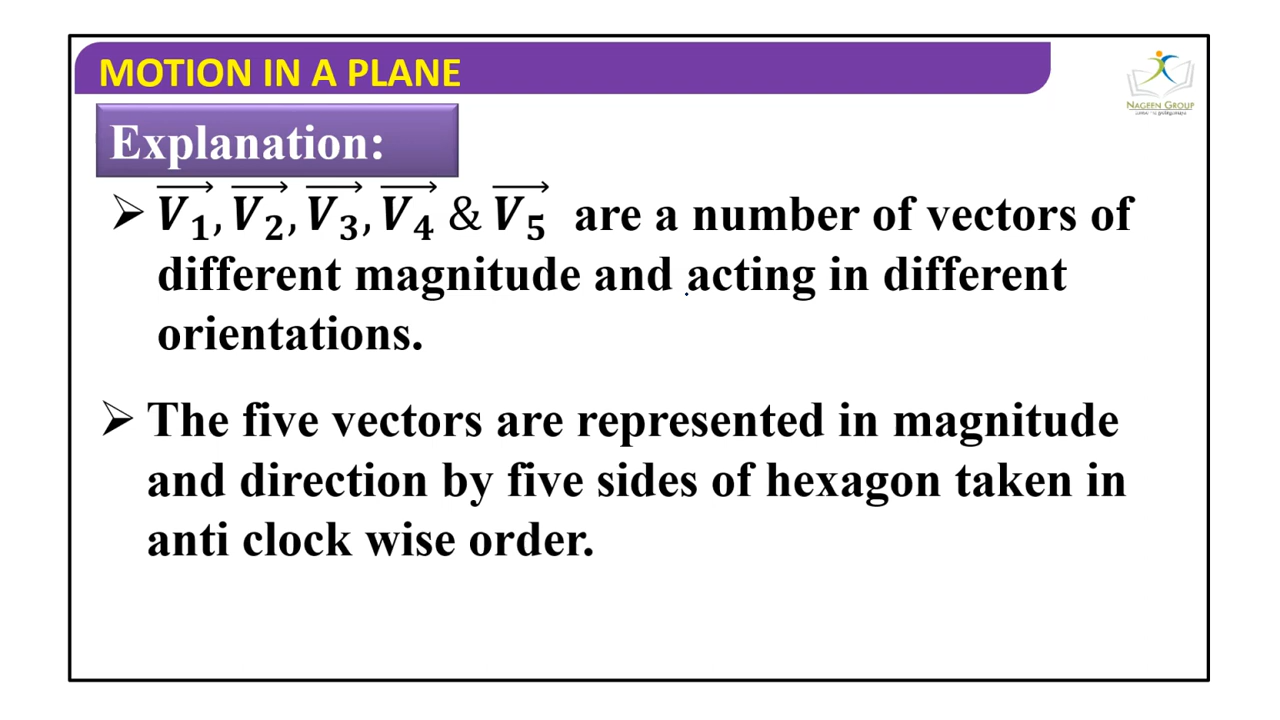 MOTION IN A PLANE
NAGEEN GROUP
Explanation:
➢ V₁, V₂, V₃, V₄ & V₅ are a number of vectors of
different magnitude and acting in different
orientations.
➢ The five vectors are represented in magnitude
and direction by five sides of hexagon taken in
anti clock wise order.